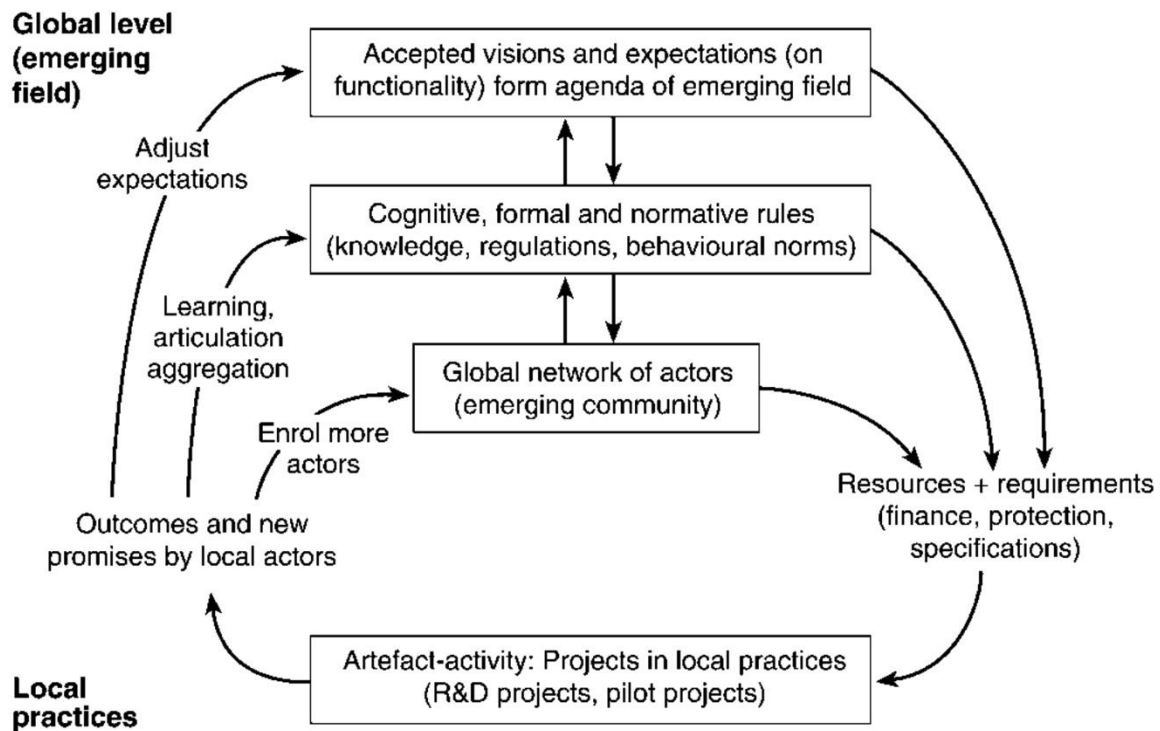 Global level
(emerging
field)
Accepted visions and expectations (on
functionality) form agenda of emerging field
Adjust
expectations
Cognitive, formal and normative rules
(knowledge, regulations, behavioural norms)
Learning,
articulation
aggregation
Global network of actors
(emerging community)
Enrol more
actors
Resources + requirements
(finance, protection,
specifications)
Outcomes and new
promises by local actors
Artefact-activity: Projects in local practices
(R&D projects, pilot projects)
Local
practices